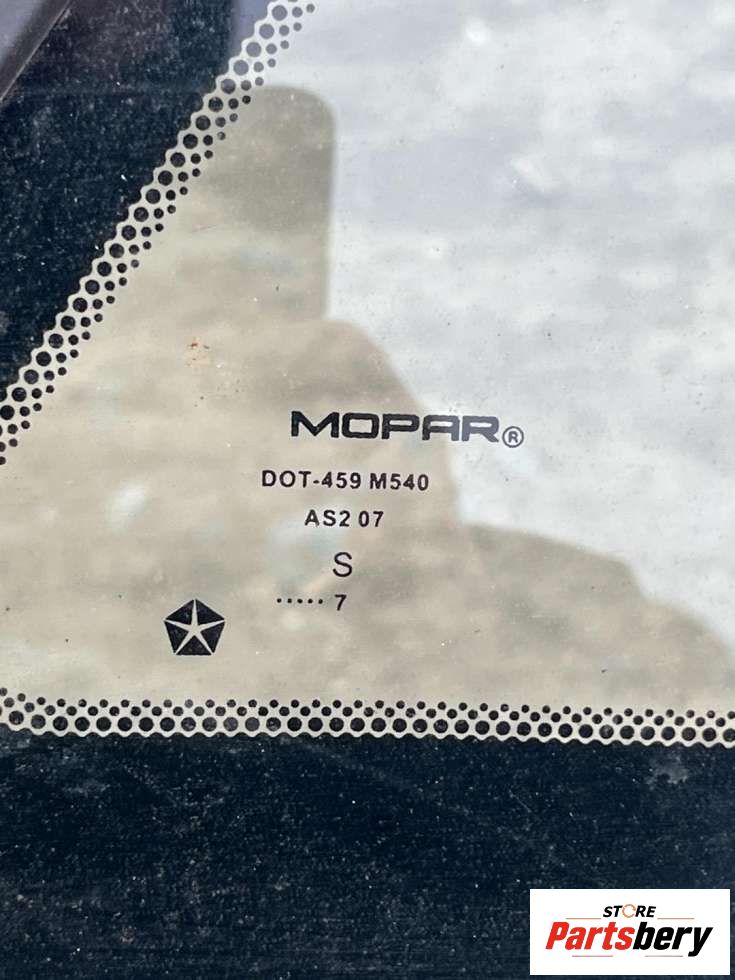 MOPAR®
DOT-459 M540
AS2 07
S
..... 7
STORE
Partsbery